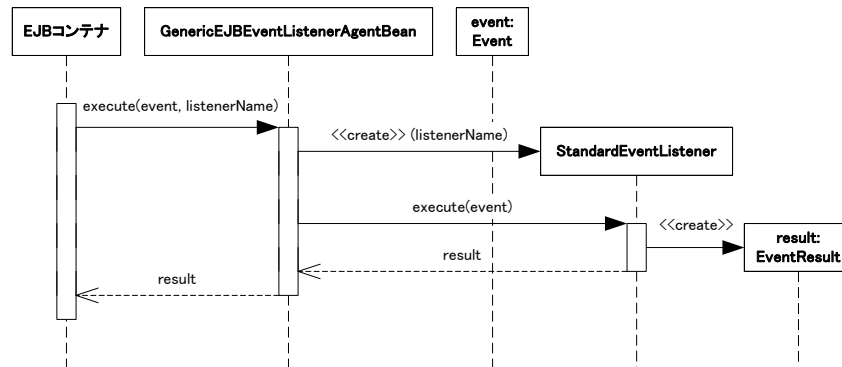 EJBコンテナ
GenericEJBEventListenerAgentBean
event:
Event
execute(event, listenerName)
<<create>> (listenerName)
StandardEventListener
execute(event)
<<create>>
result:
EventResult
result
result